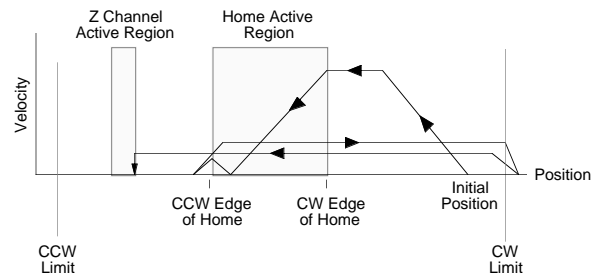 Z Channel
Active Region
Home Active
Region
Velocity
Position
CCW Edge
of Home
CW Edge
of Home
Initial
Position
CCW
Limit
CW
Limit